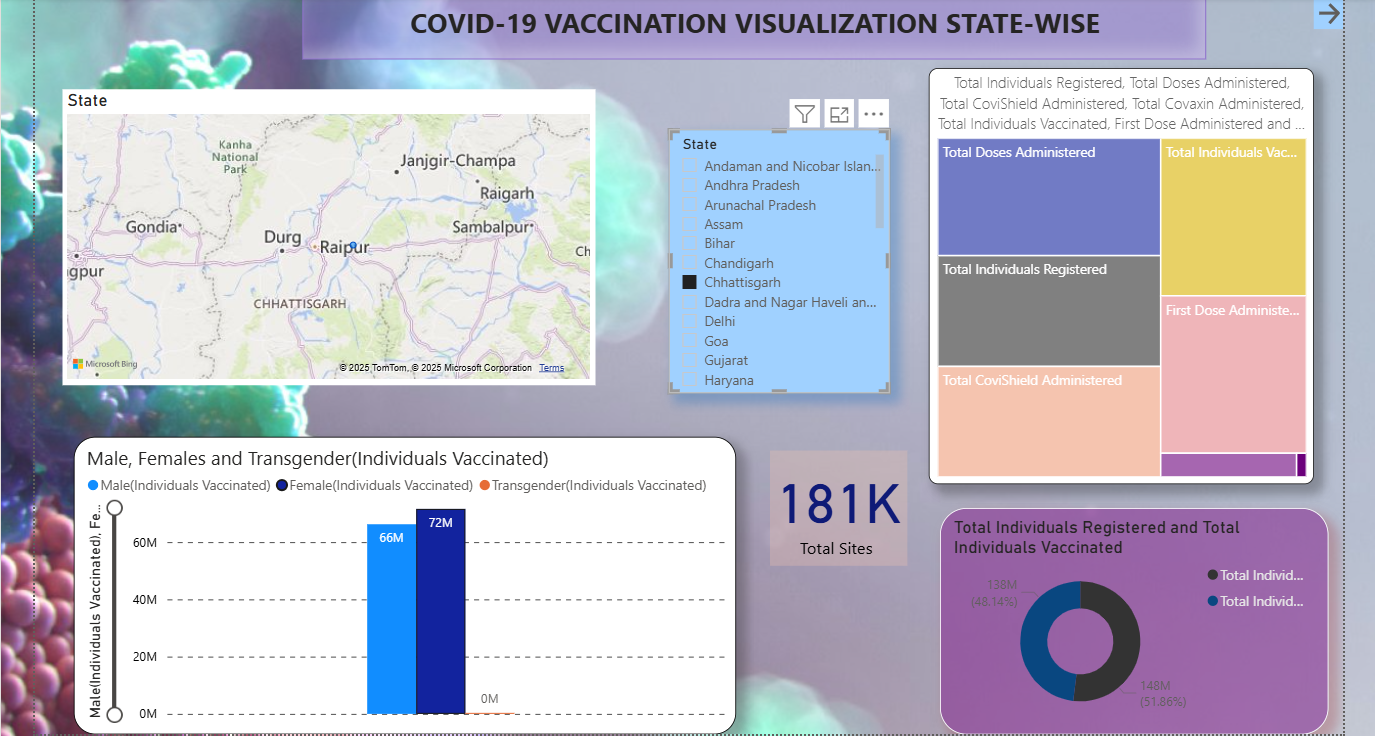 COVID-19 VACCINATION VISUALIZATION STATE-WISE
State
Kanha
National
Park
Janjgir-Champa
Raigarh
Gondia
Durg
Raipur
Sambalpur
Ch
gpur
CHHATTISGARH
Microsoft Bing
© 2025 TomTom, © 2025 Microsoft Corporation Terms
State
Andaman and Nicobar Islan...
Andhra Pradesh
Arunachal Pradesh
Assam
Bihar
Chandigarh
Chhattisgarh
Dadra and Nagar Haveli an...
Delhi
Goa
Gujarat
Haryana
Total Individuals Registered, Total Doses Administered,
Total CoviShield Administered, Total Covaxin Administered,
Total Individuals Vaccinated, First Dose Administered and ...
Total Doses Administered
Total Individuals Vac...
Total Individuals Registered
First Dose Administe...
Total CoviShield Administered
Male, Females and Transgender(Individuals Vaccinated)
Male(Individuals Vaccinated) Female(Individuals Vaccinated) Transgender(Individuals Vaccinated)
Male(Individuals Vaccinated), Fe...
60M
40M
20M
0M
66M
72M
0M
181K
Total Sites
Total Individuals Registered and Total
Individuals Vaccinated
138M
(48.14%)
148M
(51.86%)
Total Individ...
Total Individ...